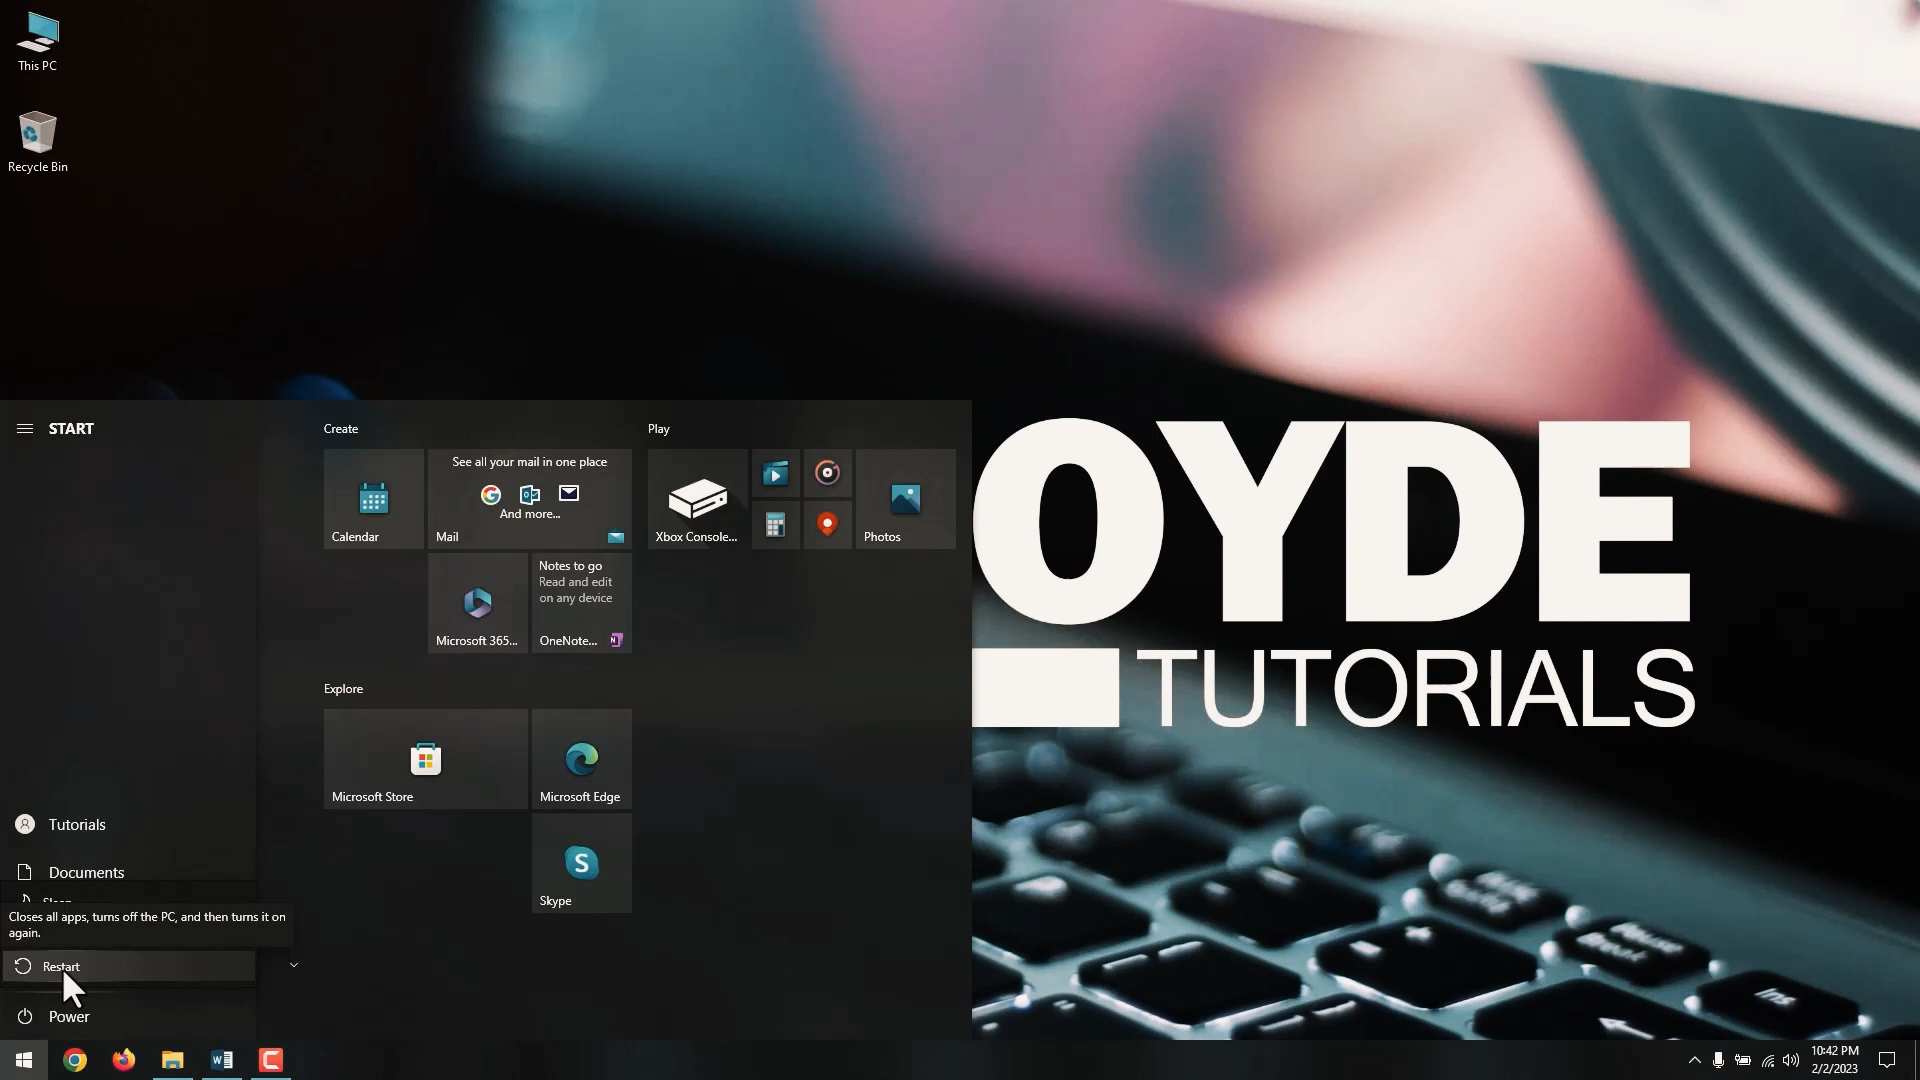 This PC
Recycle Bin
START
Create
Play
See all your mail in one place
And more...
Calendar
Mail
Xbox Console...
Photos
Notes to go
Read and edit
on any device
Microsoft 365...
OneNote...
Explore
Microsoft Store
Microsoft Edge
Skype
Tutorials
Documents
Closes all apps, turns off the PC, and then turns it on
again.
Restart
Power
OYDE
TUTORIALS
Pause
Break
Ins
10:42 PM
2/2/2023